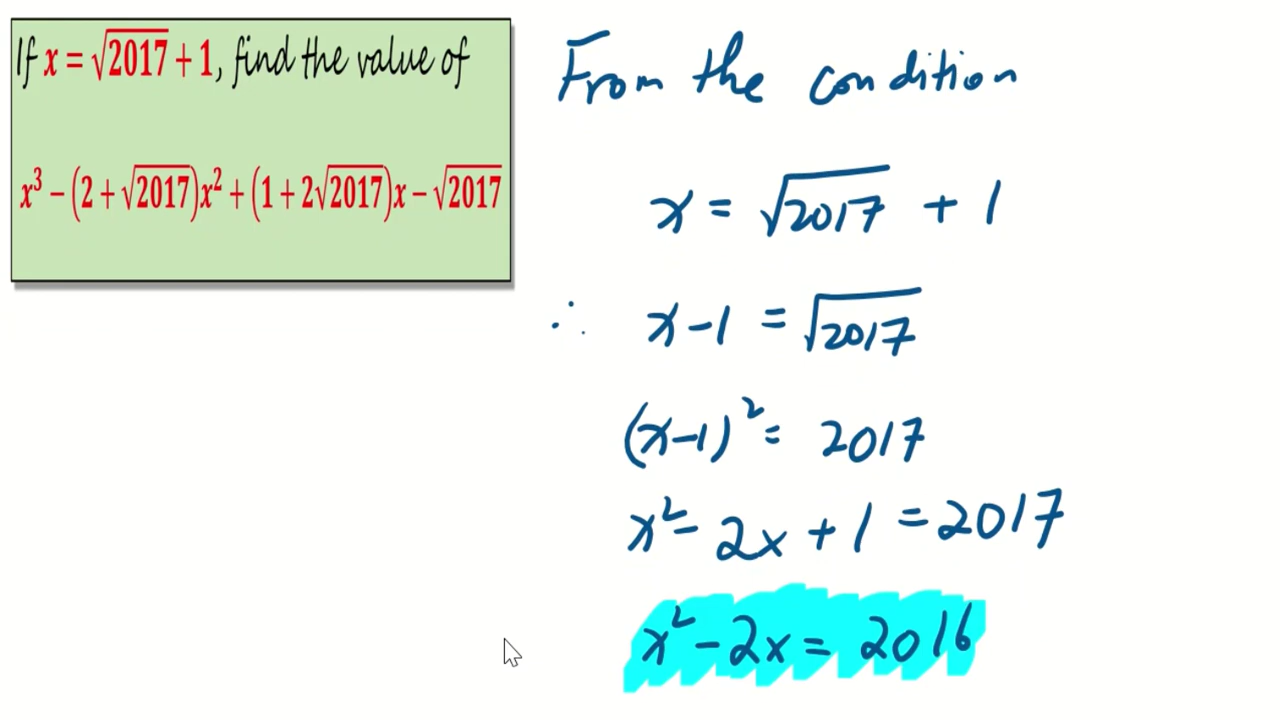 If x = √2017 + 1, find the value of
x³ − (2 + √2017)x² + (1 + 2√2017)x − √2017
From the condition
x = √2017 + 1
∴ x−1 = √2017
(x−1)² = 2017
x² − 2x + 1 = 2017
x² − 2x = 2016